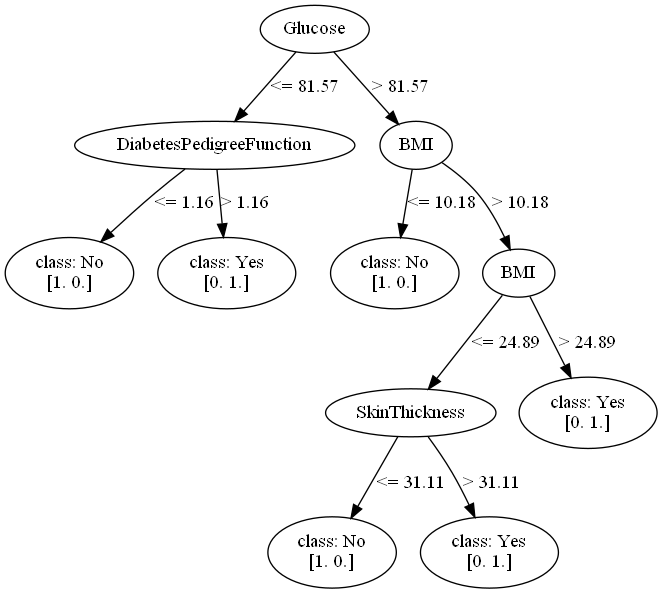 Glucose
<= 81.57
> 81.57
DiabetesPedigreeFunction
BMI
<= 1.16
> 1.16
<= 10.18
> 10.18
class: No
[1. 0.]
class: Yes
[0. 1.]
class: No
[1. 0.]
BMI
<= 24.89
> 24.89
SkinThickness
class: Yes
[0. 1.]
<= 31.11
> 31.11
class: No
[1. 0.]
class: Yes
[0. 1.]